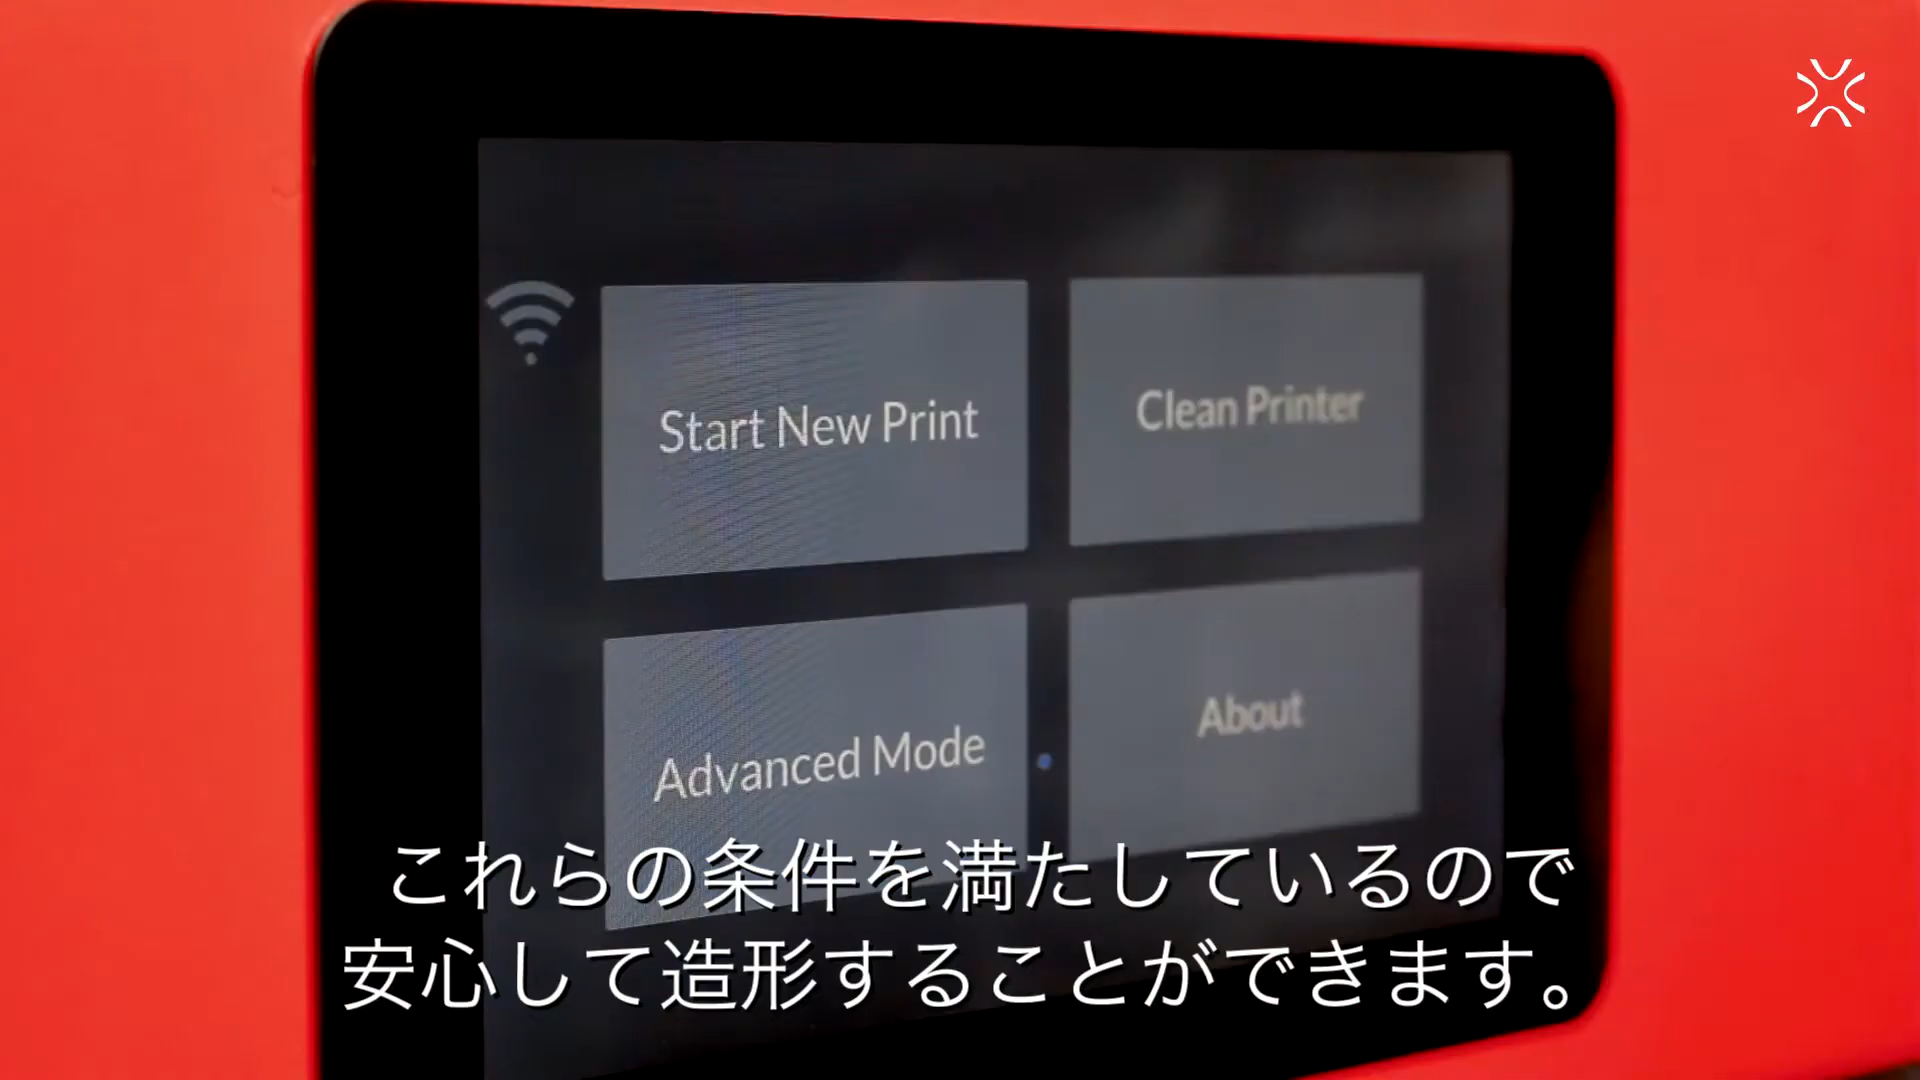 Start New Print
Clean Printer
Advanced Mode
About
これらの条件を満たしているので
安心して造形することができます。